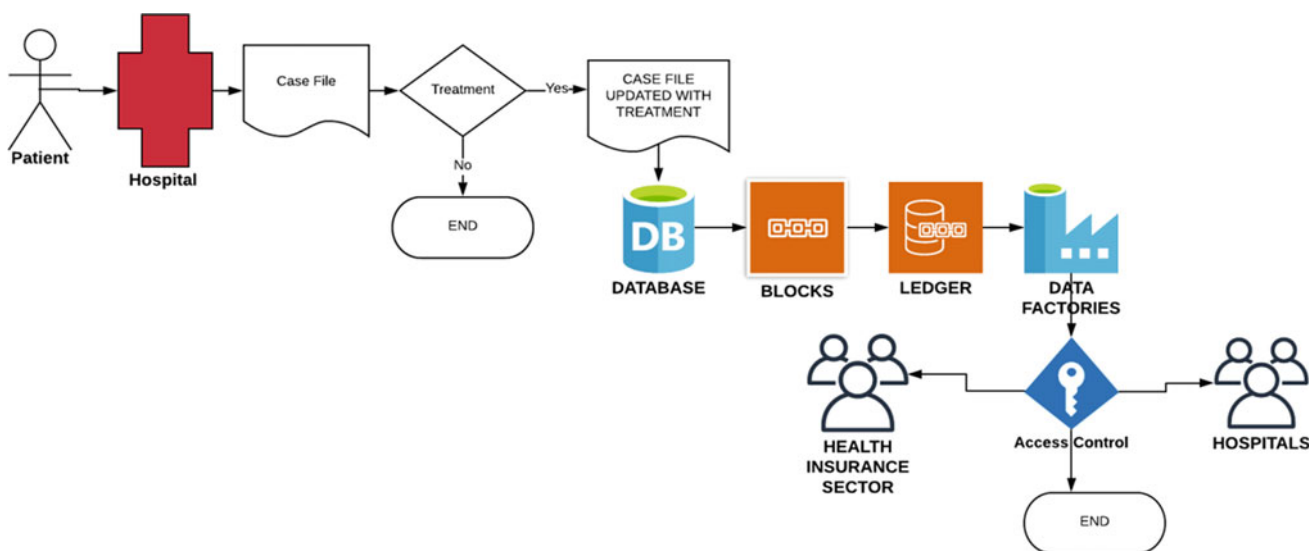 Case File
Treatment
Yes
CASE FILE
UPDATED WITH
TREATMENT
Patient
Hospital
No
END
DB
DATABASE
BLOCKS
LEDGER
DATA
FACTORIES
HEALTH
INSURANCE
SECTOR
Access Control
HOSPITALS
END